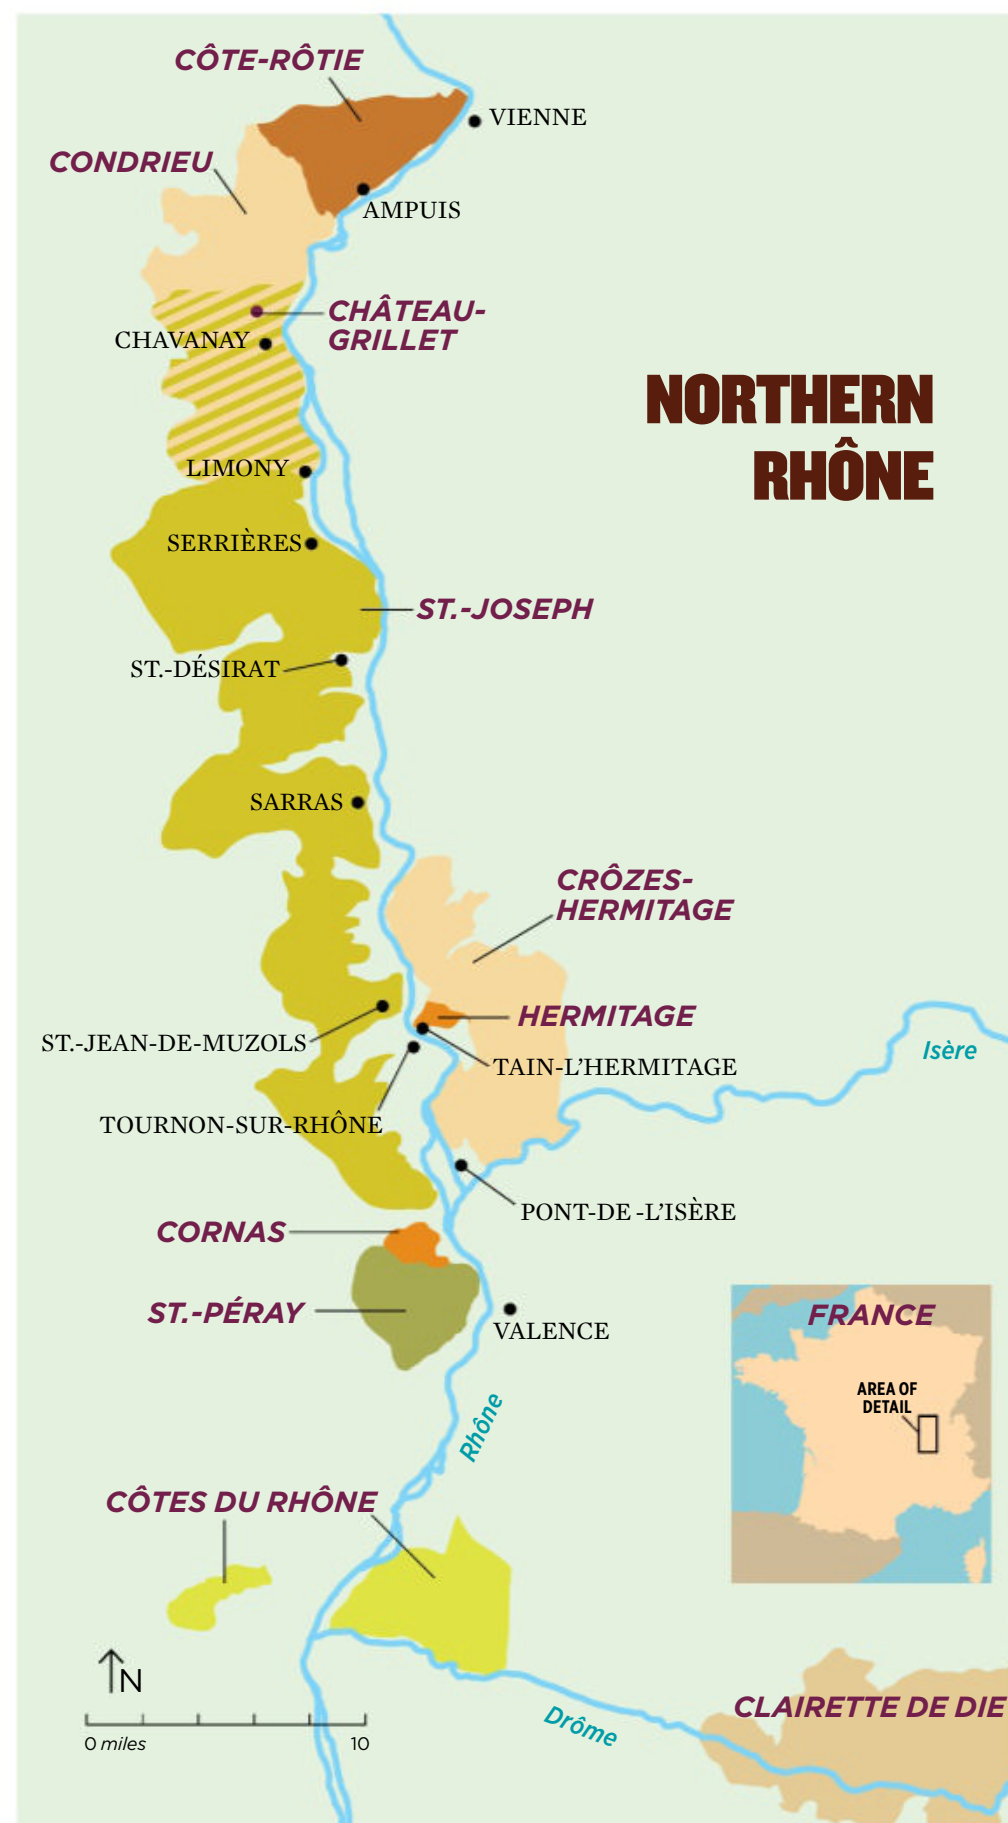 CÔTE-RÔTIE
VIENNE
CONDRIEU
AMPUIS
CHÂTEAU-
GRILLET
CHAVANAY
NORTHERN
RHÔNE
LIMONY
SERRIÈRES
ST.-JOSEPH
ST.-DÉSIRAT
SARRAS
CRÔZES-
HERMITAGE
HERMITAGE
ST.-JEAN-DE-MUZOLS
Isère
TAIN-L’HERMITAGE
TOURNON-SUR-RHÔNE
PONT-DE -L’ISÈRE
CORNAS
ST.-PÉRAY
VALENCE
FRANCE
AREA OF
DETAIL
Rhône
CÔTES DU RHÔNE
N
CLAIRETTE DE DIE
Drôme
0 miles
10